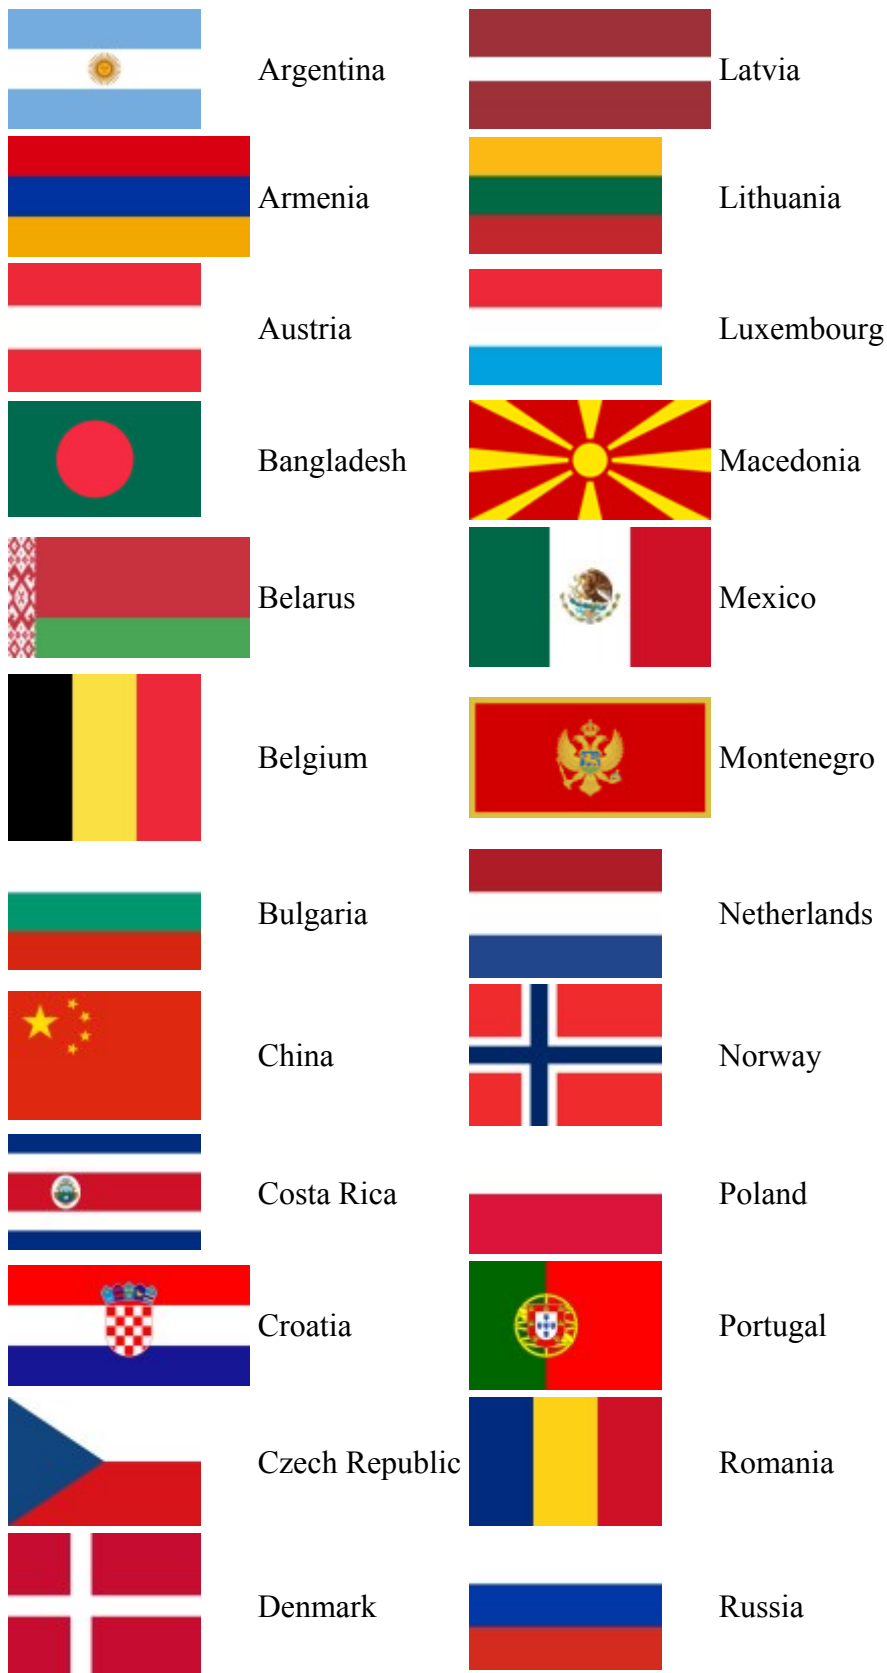 Argentina
Latvia
Armenia
Lithuania
Austria
Luxembourg
Bangladesh
Macedonia
Belarus
Mexico
Belgium
Montenegro
Bulgaria
Netherlands
China
Norway
Costa Rica
Poland
Croatia
Portugal
Czech Republic
Romania
Denmark
Russia